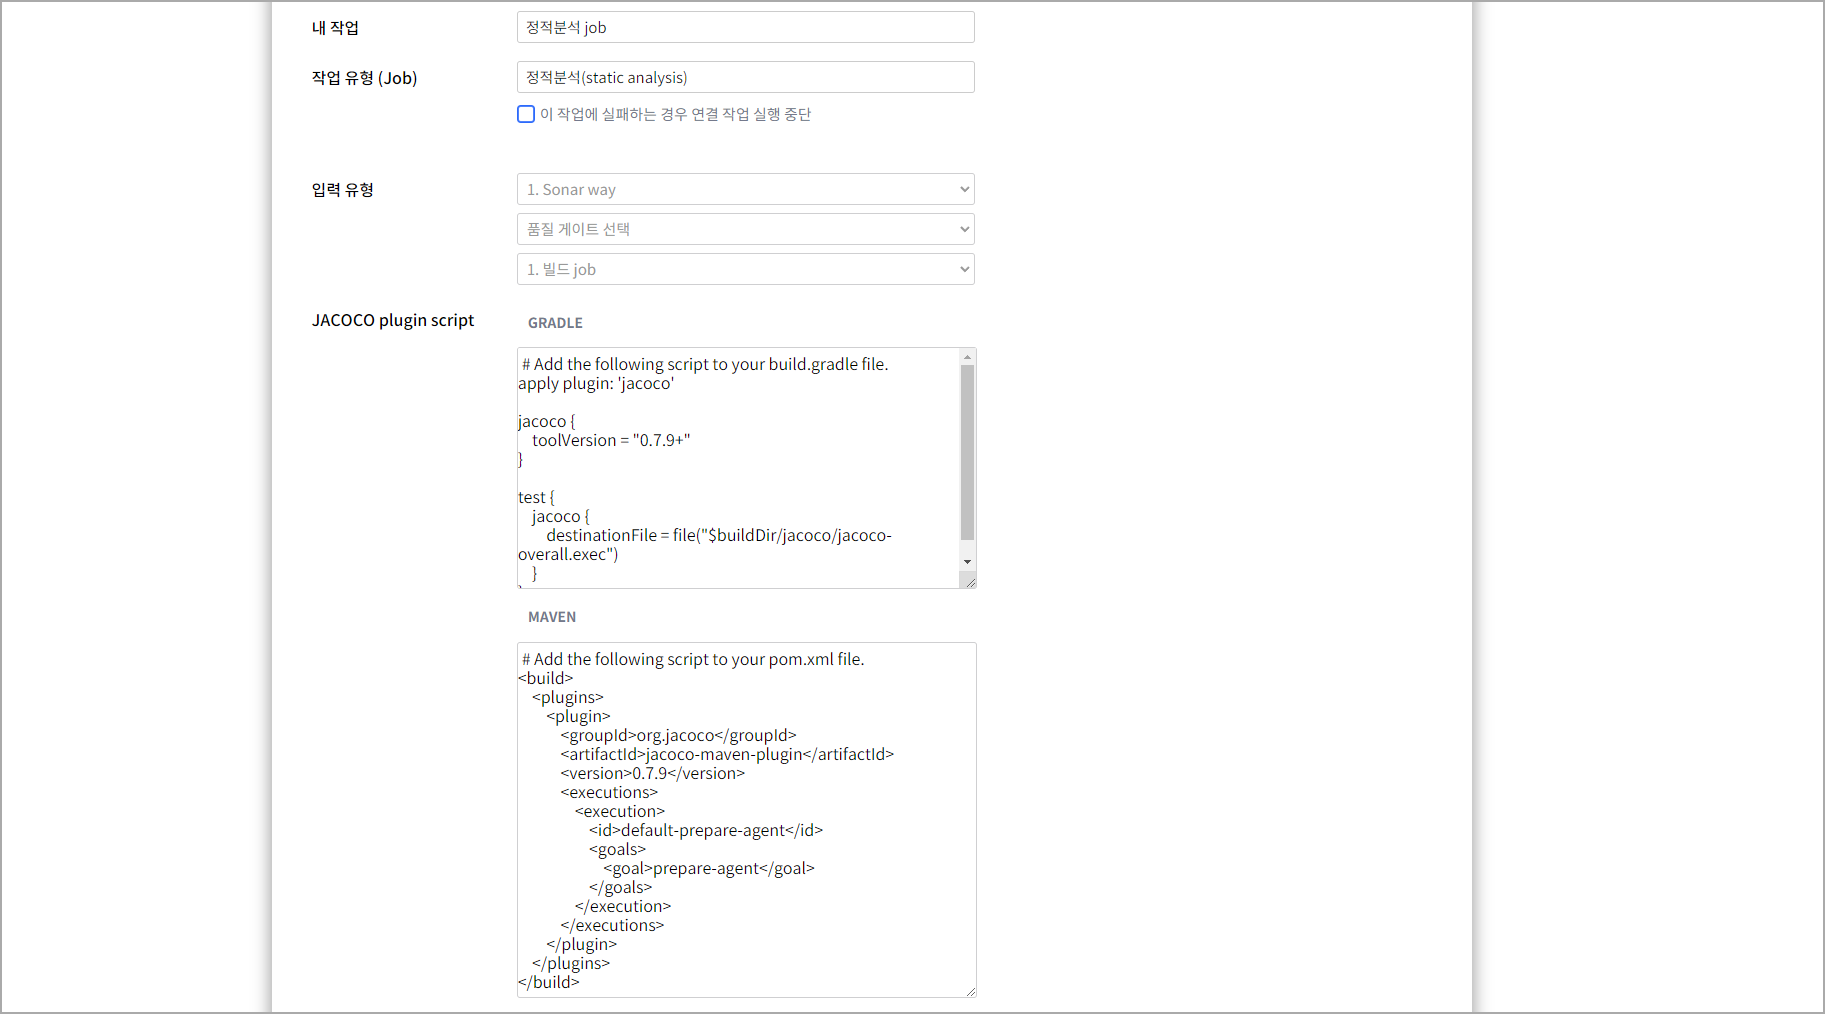 내 작업
정적분석 job
작업 유형 (Job)
정적분석(static analysis)
이 작업에 실패하는 경우 연결 작업 실행 중단
입력 유형
1. Sonar way
품질 게이트 선택
1. 빌드 job
JACOCO plugin script
GRADLE
# Add the following script to your build.gradle file.
apply plugin: 'jacoco'
jacoco {
toolVersion = "0.7.9+"
}
test {
jacoco {
destinationFile = file("$buildDir/jacoco/jacoco-
overall.exec")
}
MAVEN
# Add the following script to your pom.xml file.
<build>
<plugins>
<plugin>
<groupId>org.jacoco</groupId>
<artifactId>jacoco-maven-plugin</artifactId>
<version>0.7.9</version>
<executions>
<execution>
<id>default-prepare-agent</id>
<goals>
<goal>prepare-agent</goal>
</goals>
</execution>
</executions>
</plugin>
</plugins>
</build>